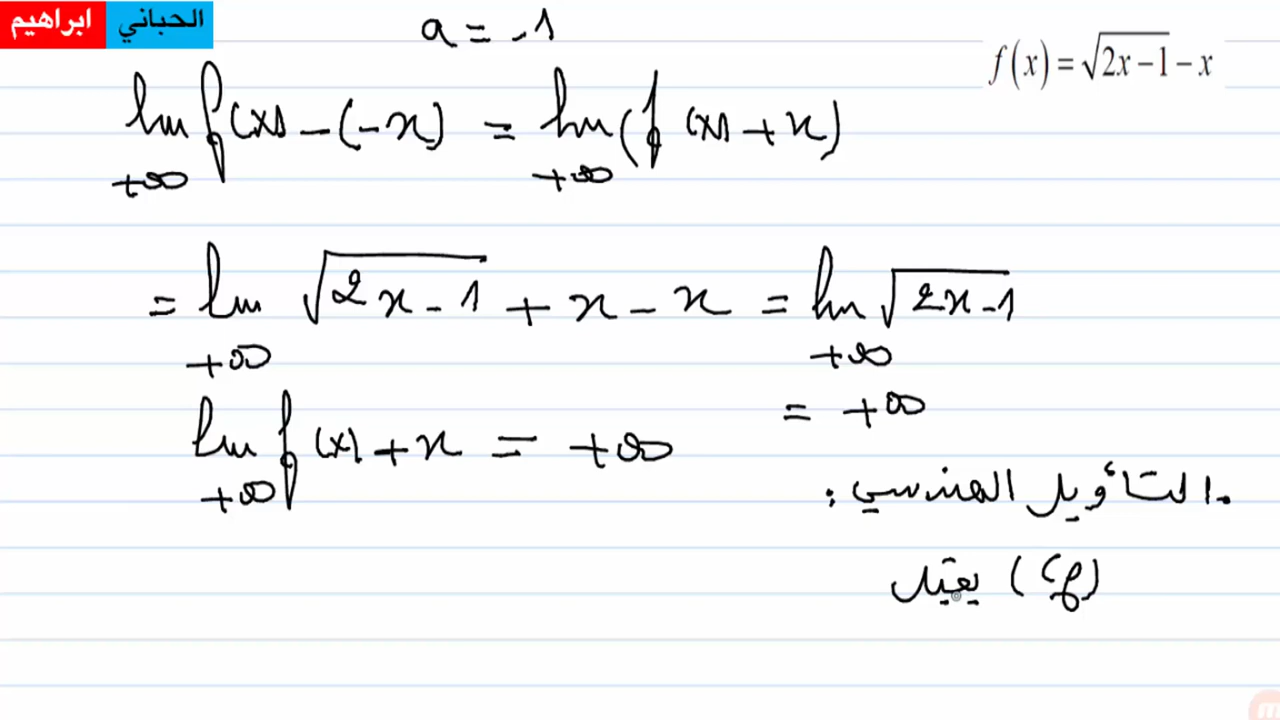 ابراهيم الحباني
a = -1
f(x) = √(2x-1) - x
lim f(x) - (-x) = lim (f(x) + x)
+∞ +∞
= lim √(2x-1) + x - x = lim √(2x-1)
+∞ +∞
= +∞
lim f(x) + x = +∞
+∞
. التأويل الهندسي :
(Cf) يقبل